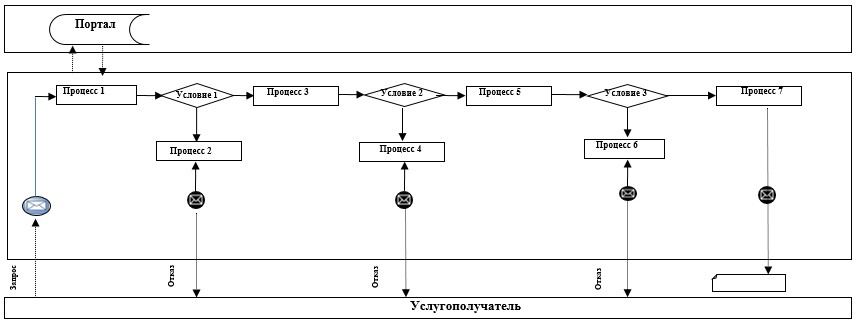 Портал
Процесс 1
Условие 1
Процесс 3
Условие 2
Процесс 5
Условие 3
Процесс 7
Процесс 2
Процесс 4
Процесс 6
Запрос
Отказ
Отказ
Отказ
Услугополучатель